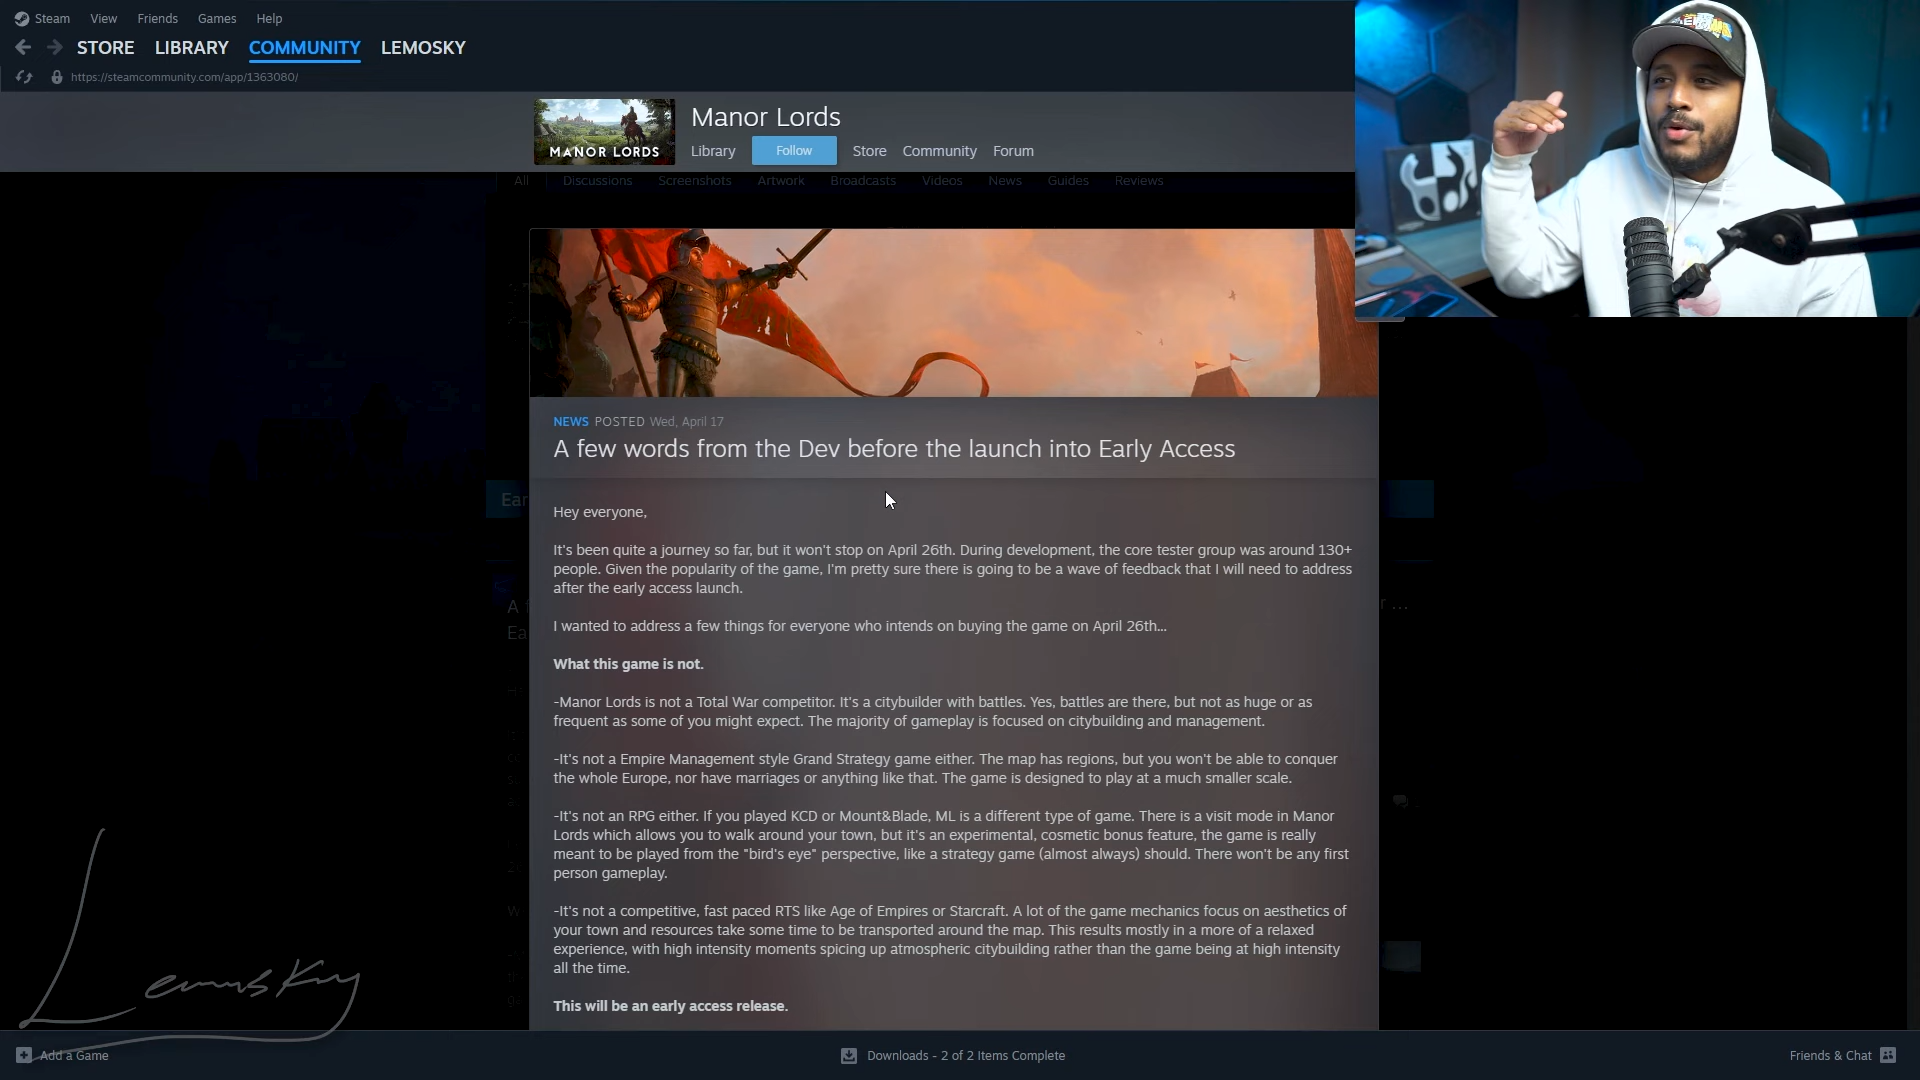 Steam View Friends Games Help
STORE LIBRARY COMMUNITY LEMOSKY
https://steamcommunity.com/app/1363080/
MANOR LORDS
Manor Lords
Library Follow Store Community Forum
All Discussions Screenshots Artwork Broadcasts Videos News Guides Reviews
NEWS POSTED Wed, April 17
A few words from the Dev before the launch into Early Access
Hey everyone,
It's been quite a journey so far, but it won't stop on April 26th. During development, the core tester group was around 130+
people. Given the popularity of the game, I'm pretty sure there is going to be a wave of feedback that I will need to address
after the early access launch.
I wanted to address a few things for everyone who intends on buying the game on April 26th...
What this game is not.
-Manor Lords is not a Total War competitor. It's a citybuilder with battles. Yes, battles are there, but not as huge or as
frequent as some of you might expect. The majority of gameplay is focused on citybuilding and management.
-It's not a Empire Management style Grand Strategy game either. The map has regions, but you won't be able to conquer
the whole Europe, nor have marriages or anything like that. The game is designed to play at a much smaller scale.
-It's not an RPG either. If you played KCD or Mount&Blade, ML is a different type of game. There is a visit mode in Manor
Lords which allows you to walk around your town, but it's an experimental, cosmetic bonus feature, the game is really
meant to be played from the "bird's eye" perspective, like a strategy game (almost always) should. There won't be any first
person gameplay.
-It's not a competitive, fast paced RTS like Age of Empires or Starcraft. A lot of the game mechanics focus on aesthetics of
your town and resources take some time to be transported around the map. This results mostly in a more of a relaxed
experience, with high intensity moments spicing up atmospheric citybuilding rather than the game being at high intensity
all the time.
This will be an early access release.
Lemosky
Add a Game Downloads - 2 of 2 Items Complete Friends & Chat